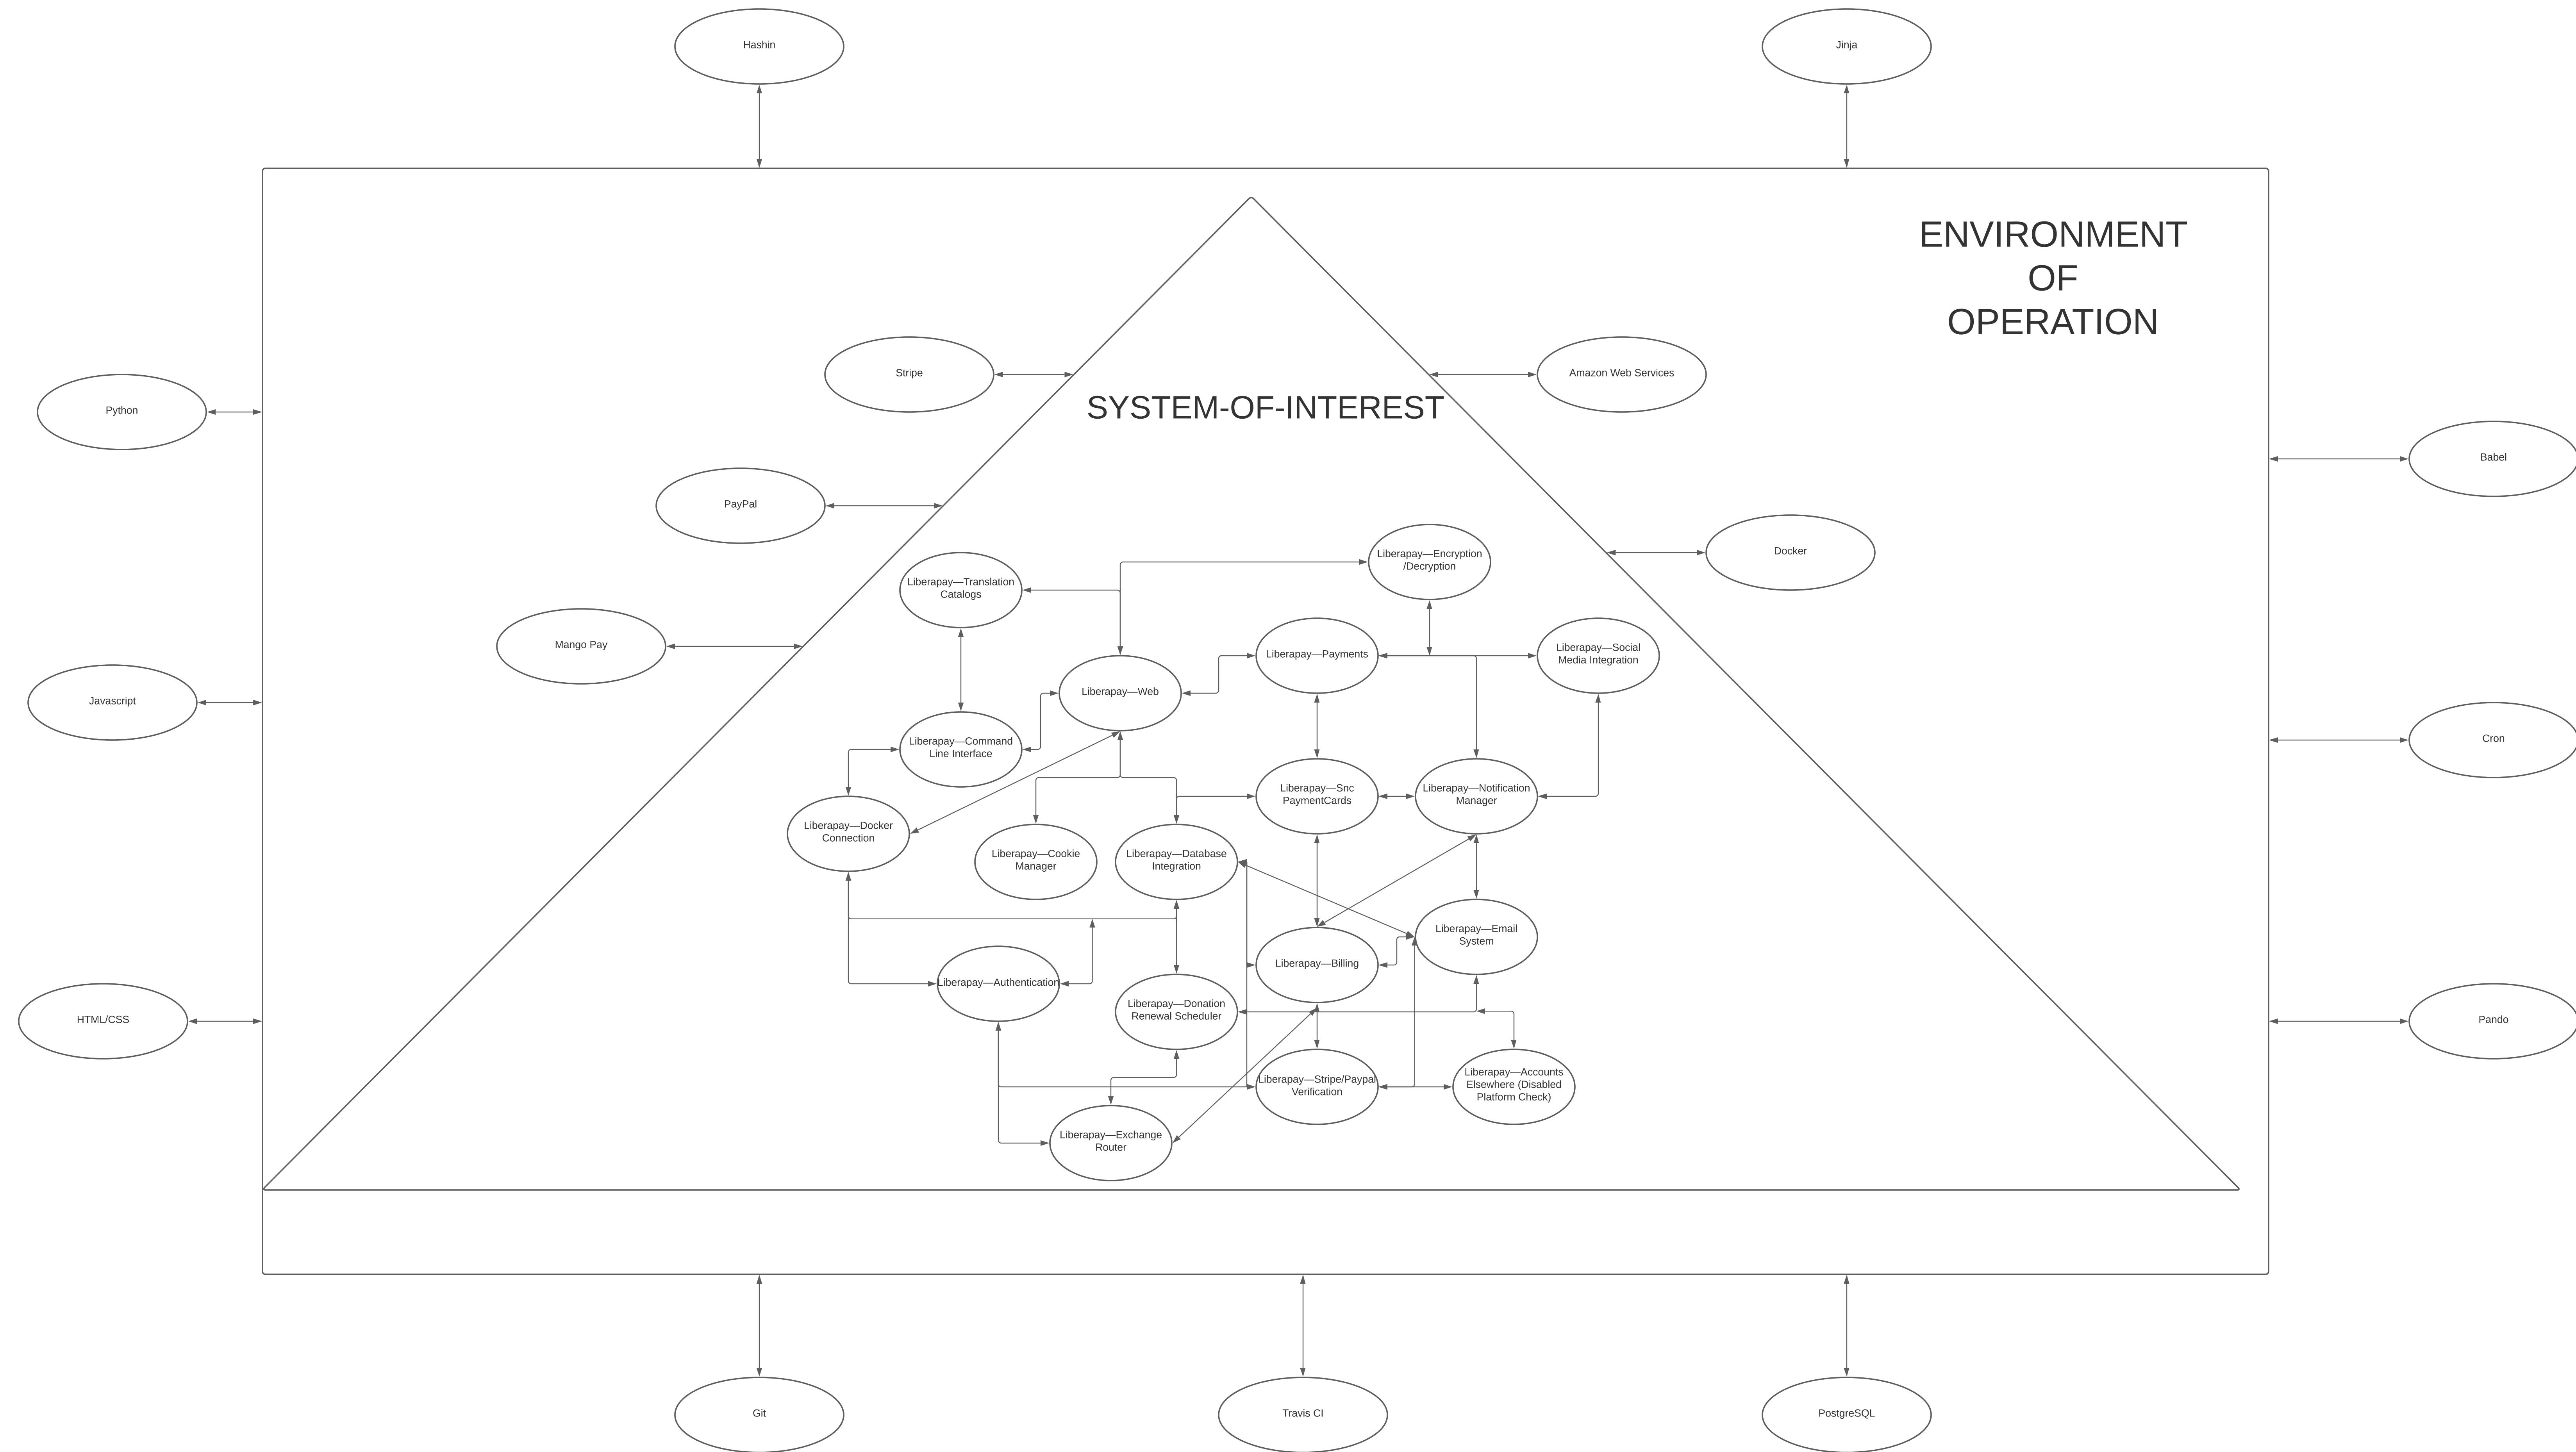 Hashin
Jinja
ENVIRONMENT
OF
OPERATION
Stripe
Amazon Web Services
SYSTEM-OF-INTEREST
Python
Babel
PayPal
Docker
Liberapay—Encryption
/Decryption
Liberapay—Translation
Catalogs
Mango Pay
Liberapay—Payments
Liberapay—Social
Media Integration
Javascript
Liberapay—Web
Cron
Liberapay—Command
Line Interface
Liberapay—Snc
PaymentCards
Liberapay—Notification
Manager
Liberapay—Docker
Connection
Liberapay—Cookie
Manager
Liberapay—Database
Integration
Liberapay—Email
System
Liberapay—Billing
Liberapay—Authentication
Liberapay—Donation
Renewal Scheduler
HTML/CSS
Pando
Liberapay—Stripe/Paypal
Verification
Liberapay—Accounts
Elsewhere (Disabled
Platform Check)
Liberapay—Exchange
Router
Git
Travis CI
PostgreSQL